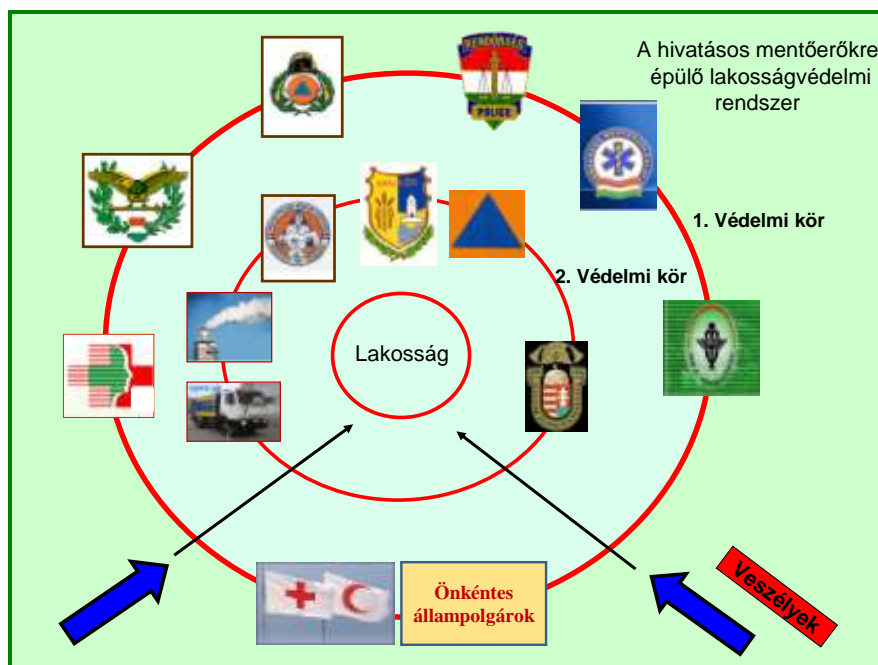 A hivatásos mentőerőkre
épülő lakosságvédelmi
rendszer
RENDŐRSÉG
POLICE
1. Védelmi kör
2. Védelmi kör
Lakosság
Önkéntes
állampolgárok
Veszélyek